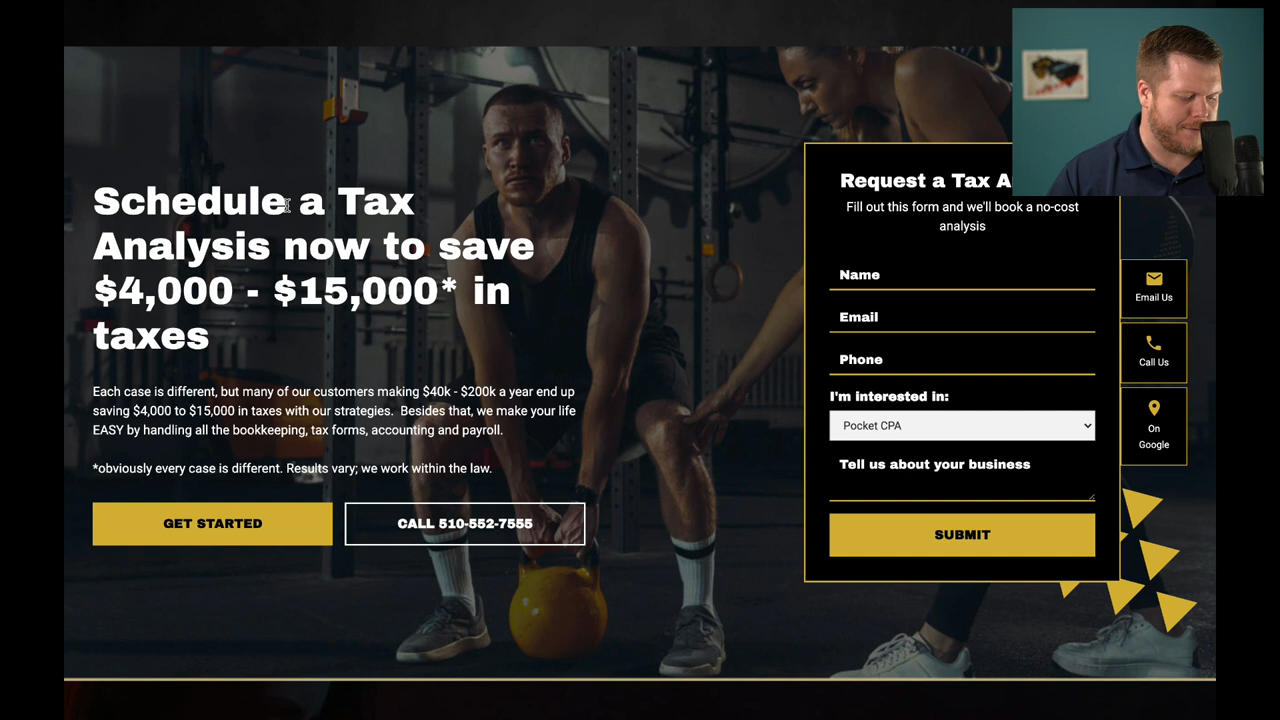 Schedule a Tax
Analysis now to save
$4,000 - $15,000* in
taxes
Each case is different, but many of our customers making $40k - $200k a year end up
saving $4,000 to $15,000 in taxes with our strategies.  Besides that, we make your life
EASY by handling all the bookkeeping, tax forms, accounting and payroll.
*obviously every case is different. Results vary; we work within the law.
GET STARTED
CALL 510-552-7555
Request a Tax A
Fill out this form and we'll book a no-cost
analysis
Name
Email
Phone
I'm interested in:
Pocket CPA
Tell us about your business
SUBMIT
Email Us
Call Us
On
Google